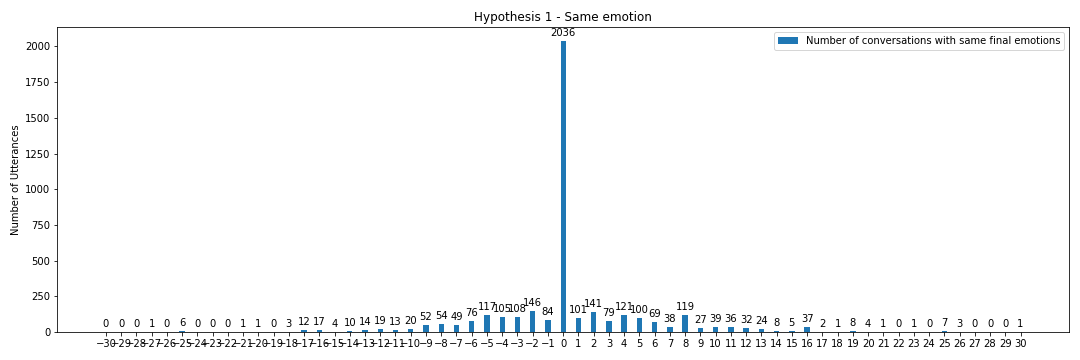 Hypothesis 1 - Same emotion
2036
Number of conversations with same final emotions
Number of Utterances
2000
1750
1500
1250
1000
750
500
250
0
0 0 0 1 0 6 0 0 0 1 1 0 3 12 17 4 10 14 19 13 20 52 54 49 76 117 105 108 146 84 101 141 79 121 100 69 38 119 27 39 36 32 24 8 5 37 2 1 8 4 1 0 1 0 7 3 0 0 0 1
−30 −29 −28 −27 −26 −25 −24 −23 −22 −21 −20 −19 −18 −17 −16 −15 −14 −13 −12 −11 −10 −9 −8 −7 −6 −5 −4 −3 −2 −1 0 1 2 3 4 5 6 7 8 9 10 11 12 13 14 15 16 17 18 19 20 21 22 23 24 25 26 27 28 29 30